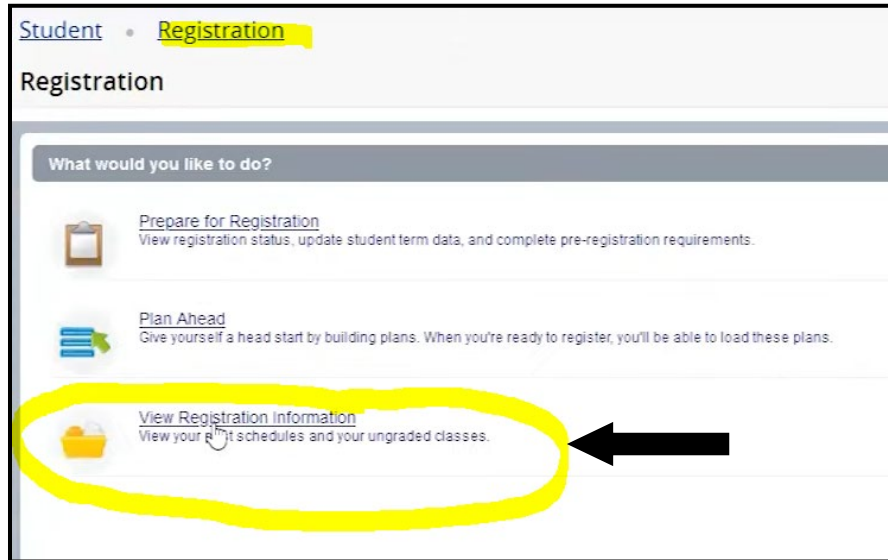 Student • Registration
Registration
What would you like to do?
Prepare for Registration
View registration status, update student term data, and complete pre-registration requirements.
Plan Ahead
Give yourself a head start by building plans. When you're ready to register, you'll be able to load these plans.
View Registration Information
View your schedules and your ungraded classes.